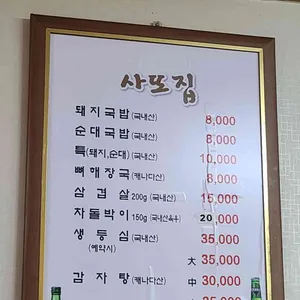 사또집
돼지국밥(국내산) 8,000
순대국밥(국내산) 8,000
특(돼지,순대)(국내산) 10,000
뼈해장국(캐나다산) 8,000
삼겹살 200g (국내산) 15,000
차돌박이 150g (국내산육우) 20,000
생등심(국내산) 35,000
(예약시)
大 35,000
감자탕(캐나다산) 中 30,000